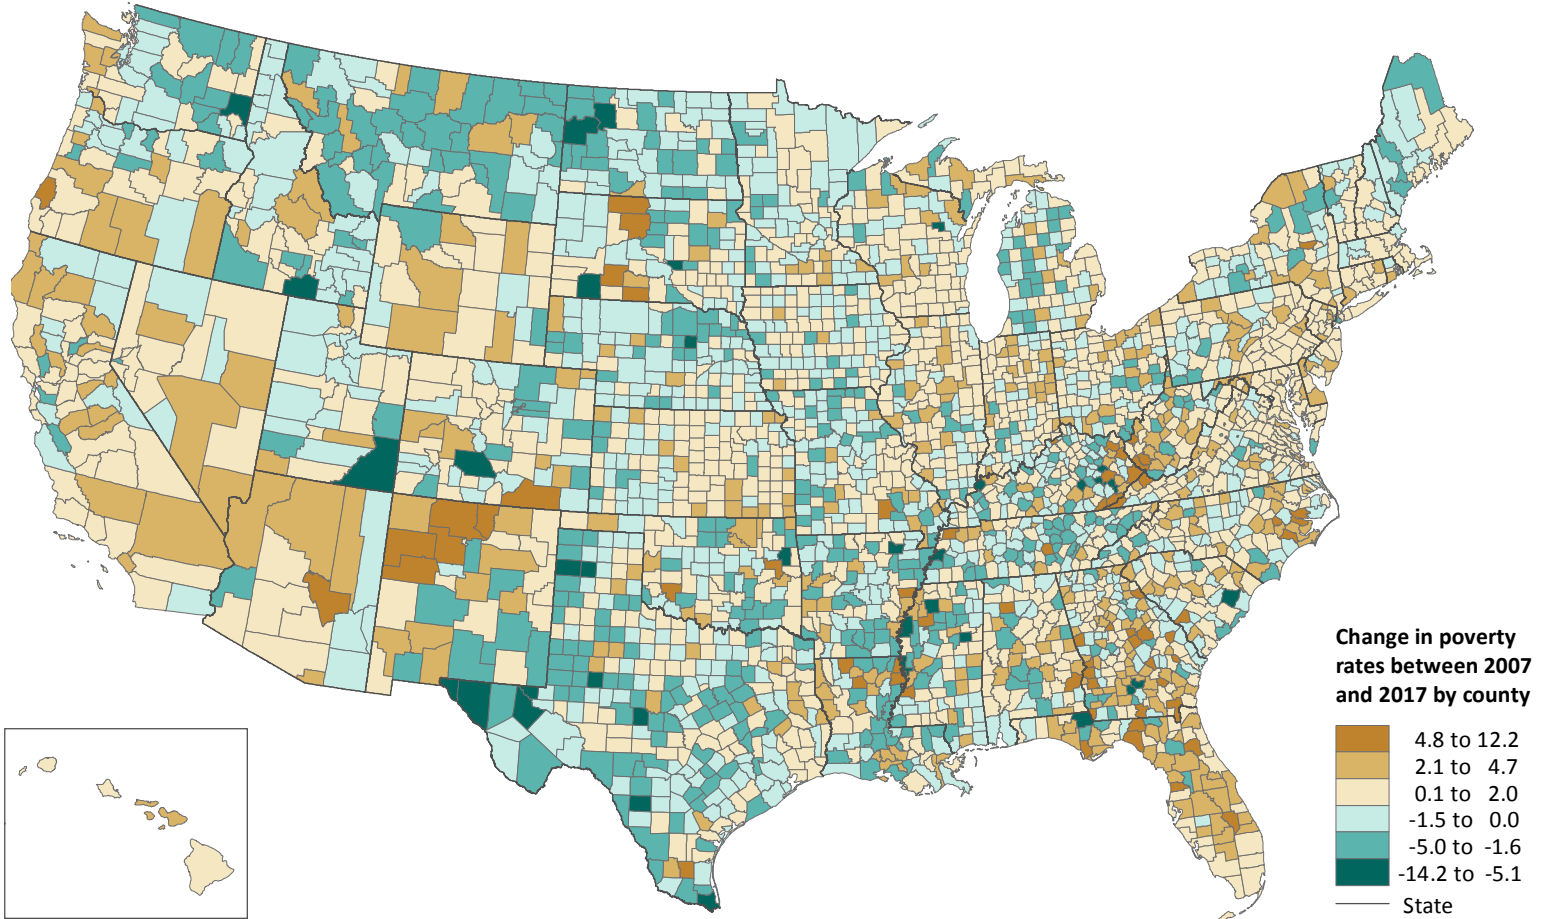 Change in poverty
rates between 2007
and 2017 by county
4.8 to 12.2
2.1 to 4.7
0.1 to 2.0
-1.5 to 0.0
-5.0 to -1.6
-14.2 to -5.1
State